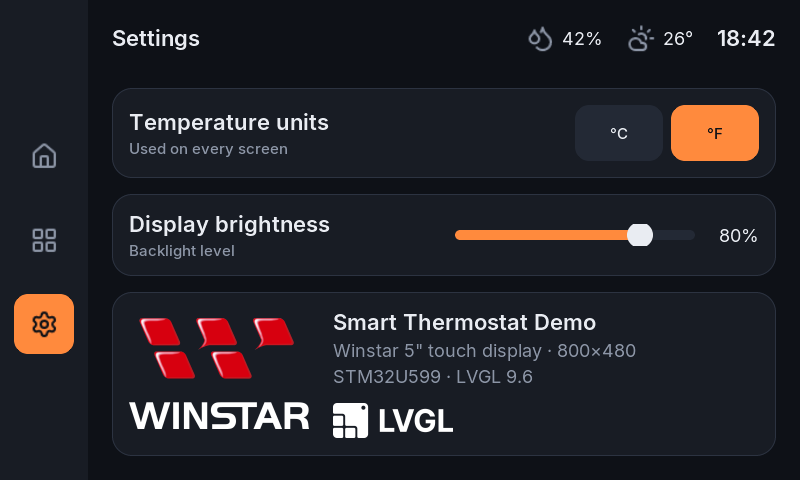 Settings
42%
26°
18:42
Temperature units
Used on every screen
°C
°F
Display brightness
Backlight level
80%
Smart Thermostat Demo
Winstar 5" touch display · 800×480
STM32U599 · LVGL 9.6
WINSTAR
LVGL